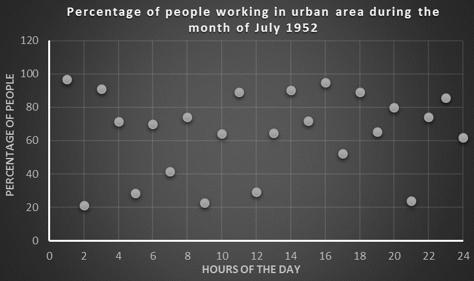 Percentage of people working in urban area during the
month of July 1952
PERCENTAGE OF PEOPLE
120
100
80
60
40
20
0
0 2 4 6 8 10 12 14 16 18 20 22 24
HOURS OF THE DAY